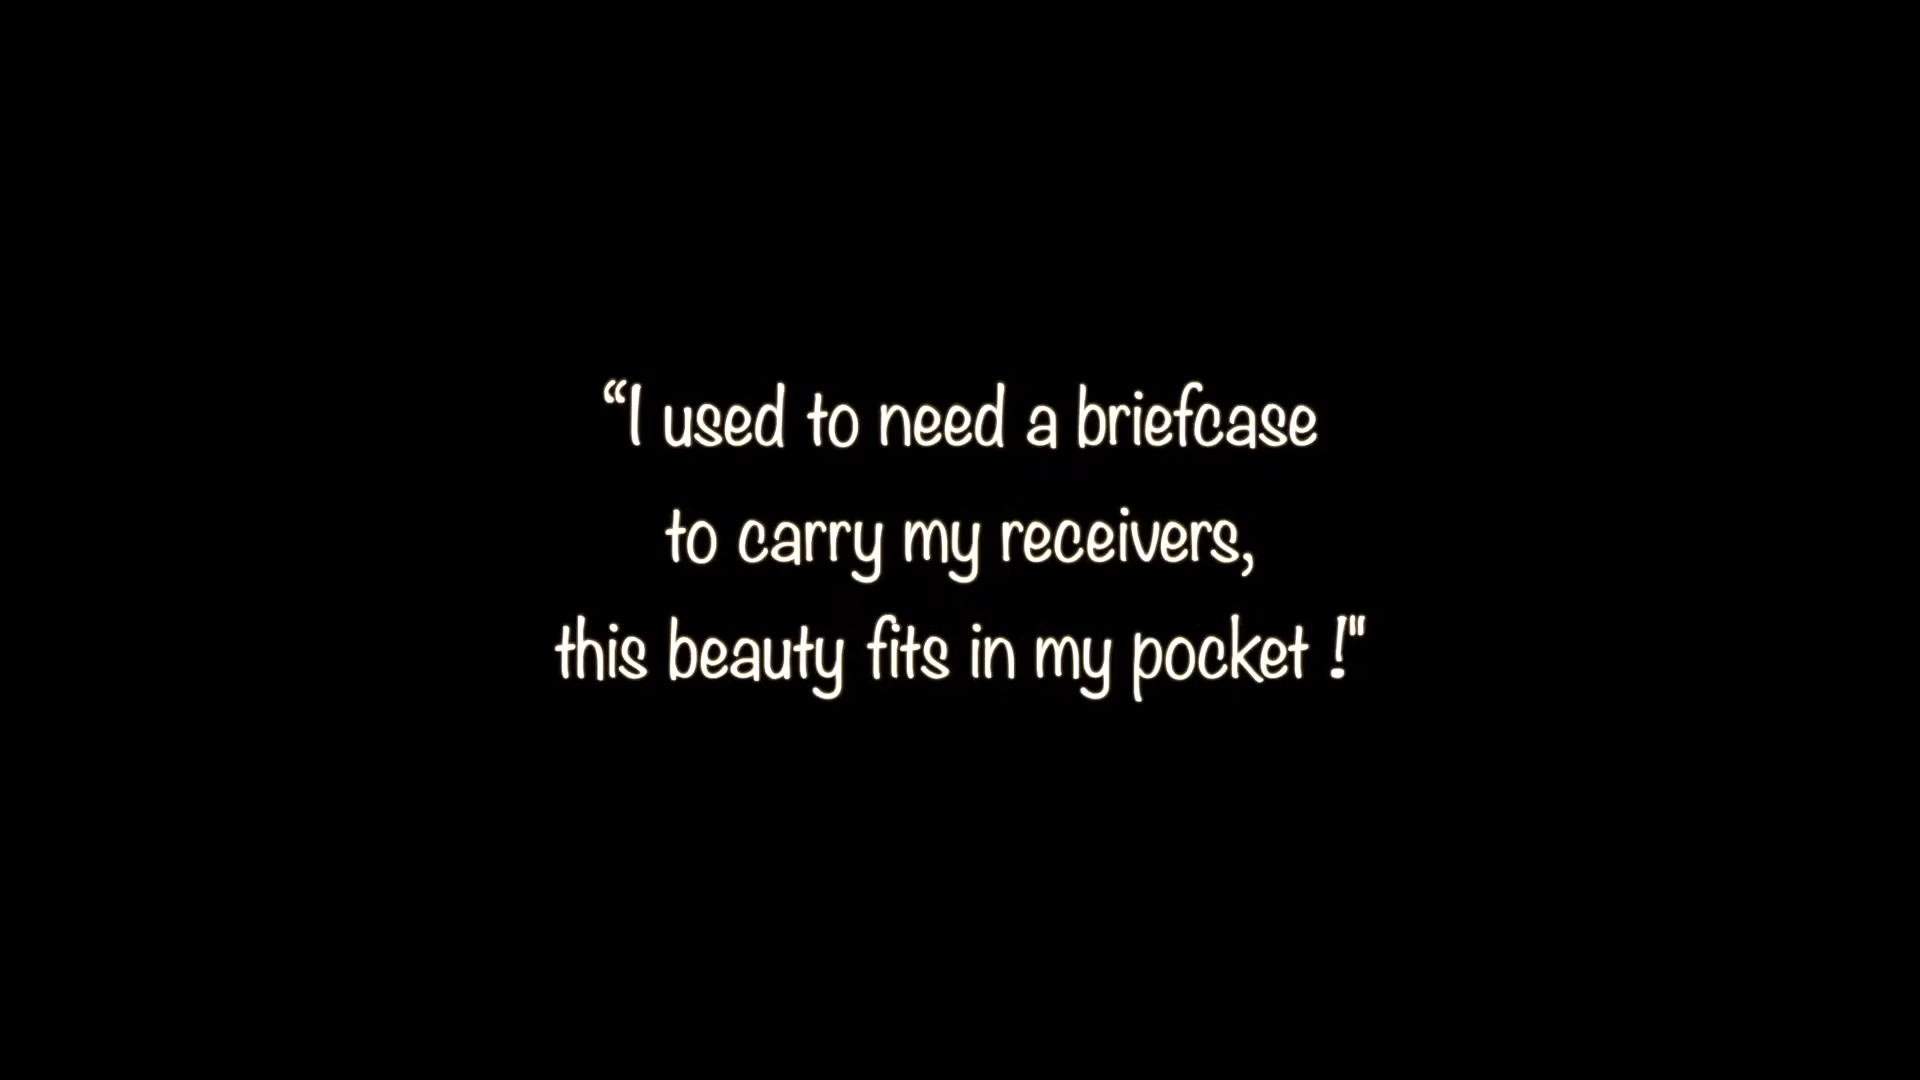 “I used to need a briefcase
to carry my receivers,
this beauty fits in my pocket !"